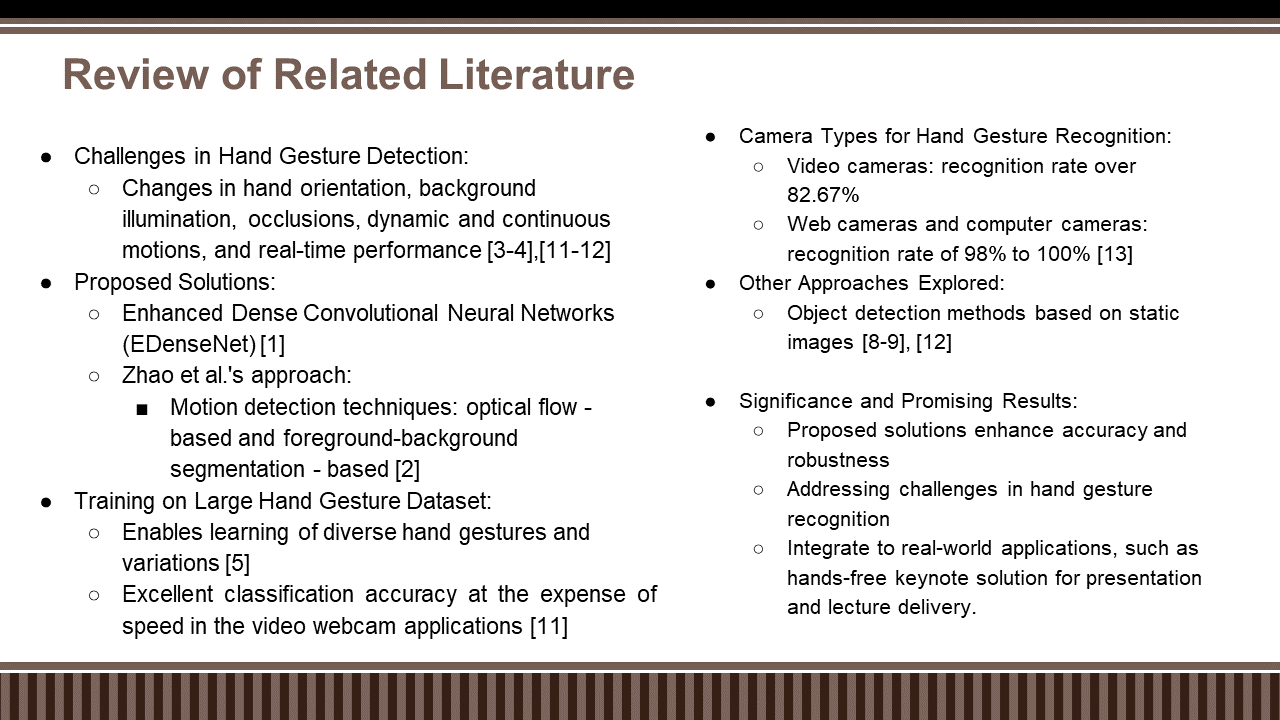 Review of Related Literature
● Challenges in Hand Gesture Detection:
○ Changes in hand orientation, background
illumination, occlusions, dynamic and continuous
motions, and real-time performance [3-4],[11-12]
● Proposed Solutions:
○ Enhanced Dense Convolutional Neural Networks
(EDenseNet) [1]
○ Zhao et al.'s approach:
■ Motion detection techniques: optical flow -
based and foreground-background
segmentation - based [2]
● Training on Large Hand Gesture Dataset:
○ Enables learning of diverse hand gestures and
variations [5]
○ Excellent classification accuracy at the expense of
speed in the video webcam applications [11]
● Camera Types for Hand Gesture Recognition:
○ Video cameras: recognition rate over
82.67%
○ Web cameras and computer cameras:
recognition rate of 98% to 100% [13]
● Other Approaches Explored:
○ Object detection methods based on static
images [8-9], [12]
● Significance and Promising Results:
○ Proposed solutions enhance accuracy and
robustness
○ Addressing challenges in hand gesture
recognition
○ Integrate to real-world applications, such as
hands-free keynote solution for presentation
and lecture delivery.